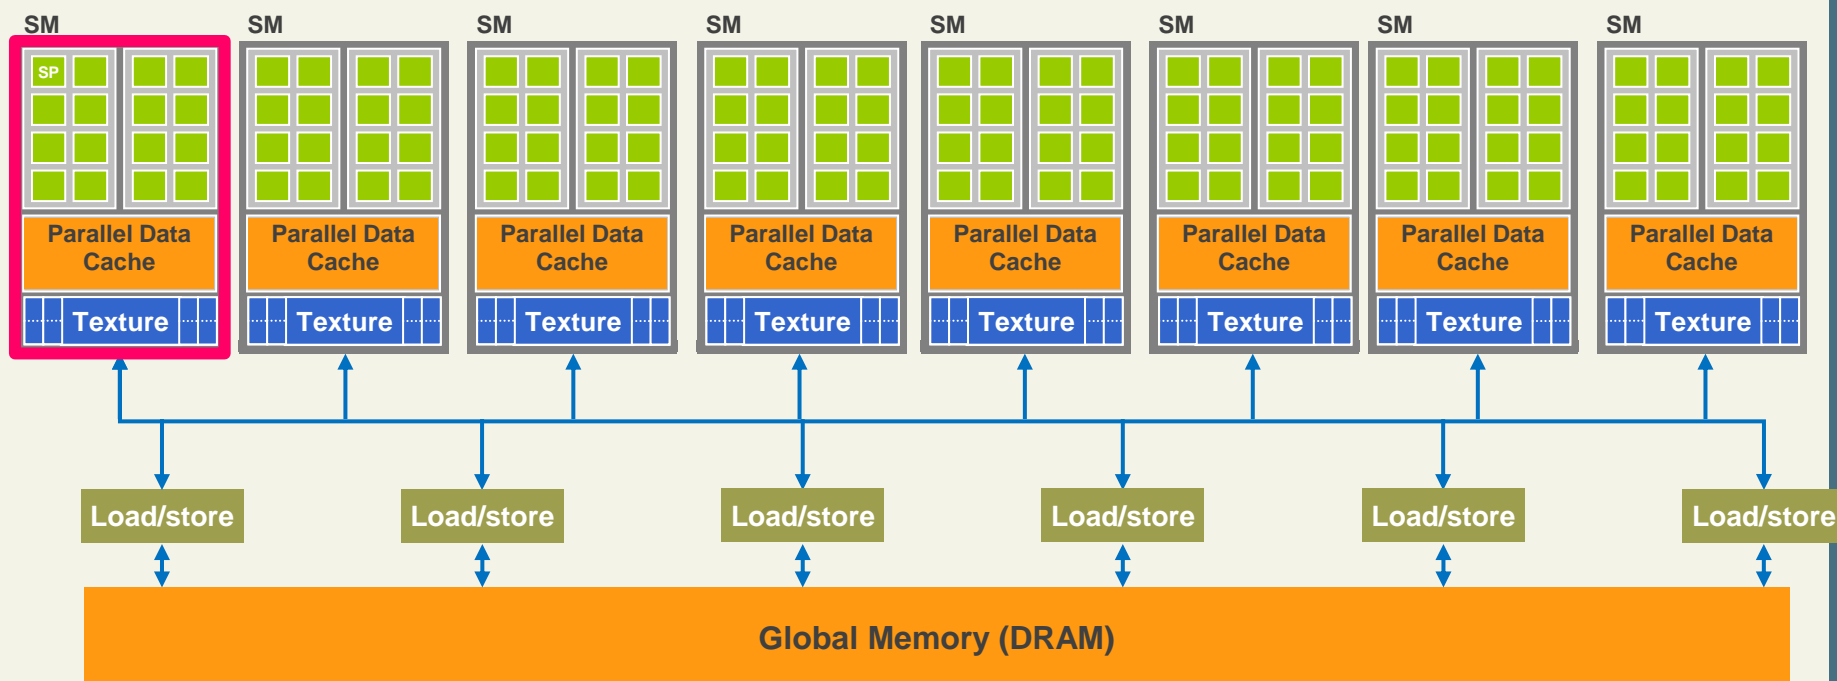 SM SM SM SM SM SM SM SM
SP
Parallel Data Cache
Parallel Data Cache
Parallel Data Cache
Parallel Data Cache
Parallel Data Cache
Parallel Data Cache
Parallel Data Cache
Parallel Data Cache
Texture Texture Texture Texture Texture Texture Texture Texture
Load/store Load/store Load/store Load/store Load/store Load/store
Global Memory (DRAM)